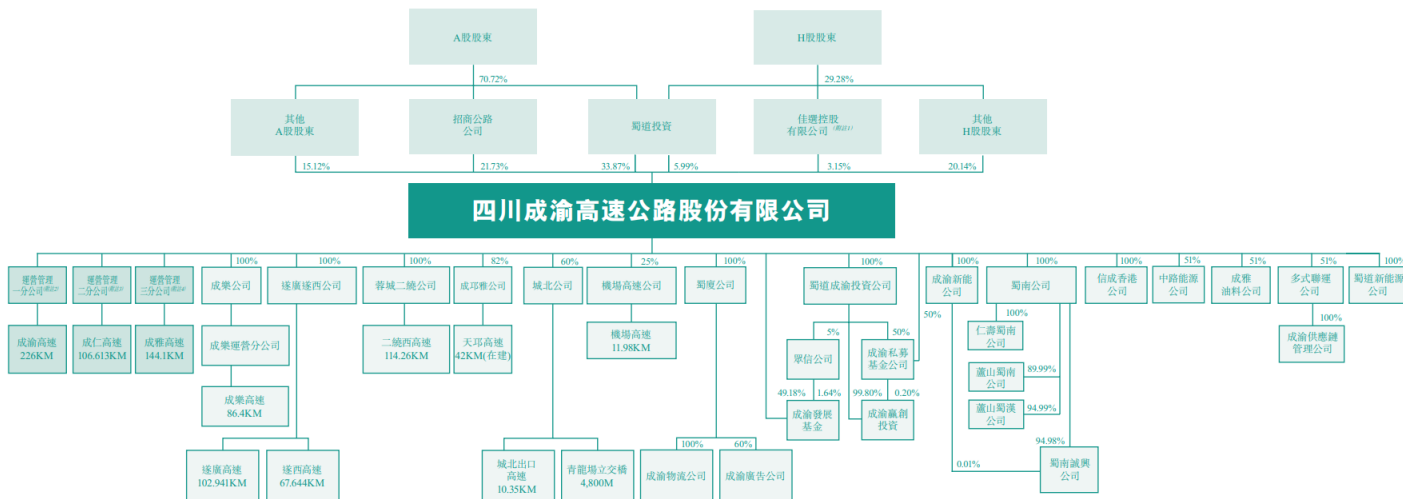 A股股東
H股股東
70.72%
29.28%
其他
A股股東
招商公路
公司
蜀道投資
佳選控股
有限公司(附註1)
其他
H股股東
15.12%
21.73%
33.87%
5.99%
3.15%
20.14%
四川成渝高速公路股份有限公司
100%
100%
100%
82%
60%
25%
100%
100%
100%
100%
100%
51%
51%
51%
100%
運營管理
一分公司(附註2)
運營管理
二分公司(附註3)
運營管理
三分公司(附註4)
成樂公司
遂廣遂西公司
蓉城二繞公司
成邛雅公司
城北公司
機場高速公司
蜀廈公司
蜀道成渝投資公司
成渝新能
公司
蜀南公司
信成香港
公司
中路能源
公司
成雅
油料公司
多式聯運
公司
蜀道新能源
公司
成渝高速
226KM
成仁高速
106.613KM
成雅高速
144.1KM
成樂運營分公司
二繞西高速
114.26KM
天邛高速
42KM(在建)
機場高速
11.98KM
5%
50%
50%
100%
100%
眾信公司
成渝私募
基金公司
仁壽蜀南
公司
成渝供應鏈
管理公司
蘆山蜀南
公司
89.99%
成樂高速
86.4KM
49.18%
1.64%
99.80%
0.20%
成渝發展
基金
成渝贏創
投資
蘆山蜀漢
公司
94.99%
94.98%
100%
60%
0.01%
遂廣高速
102.941KM
遂西高速
67.644KM
城北出口
高速
10.35KM
青龍場立交橋
4,800M
成渝物流公司
成渝廣告公司
蜀南誠興
公司